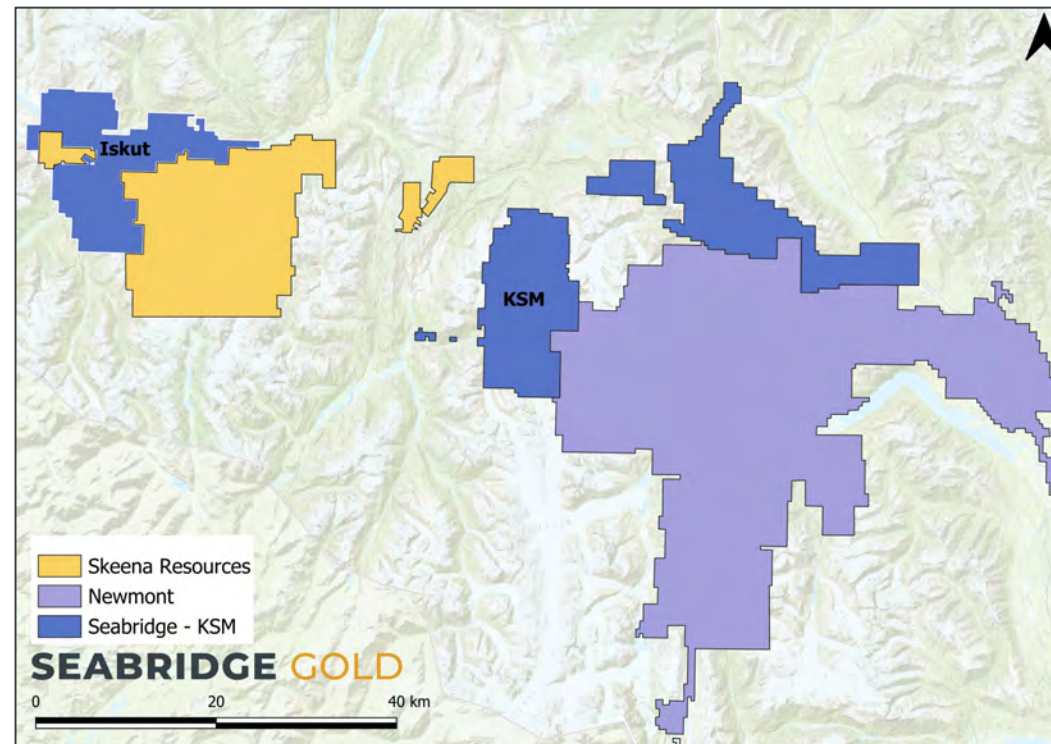 Iskut
KSM
Skeena Resources
Newmont
Seabridge - KSM
SEABRIDGE GOLD
0 20 40 km